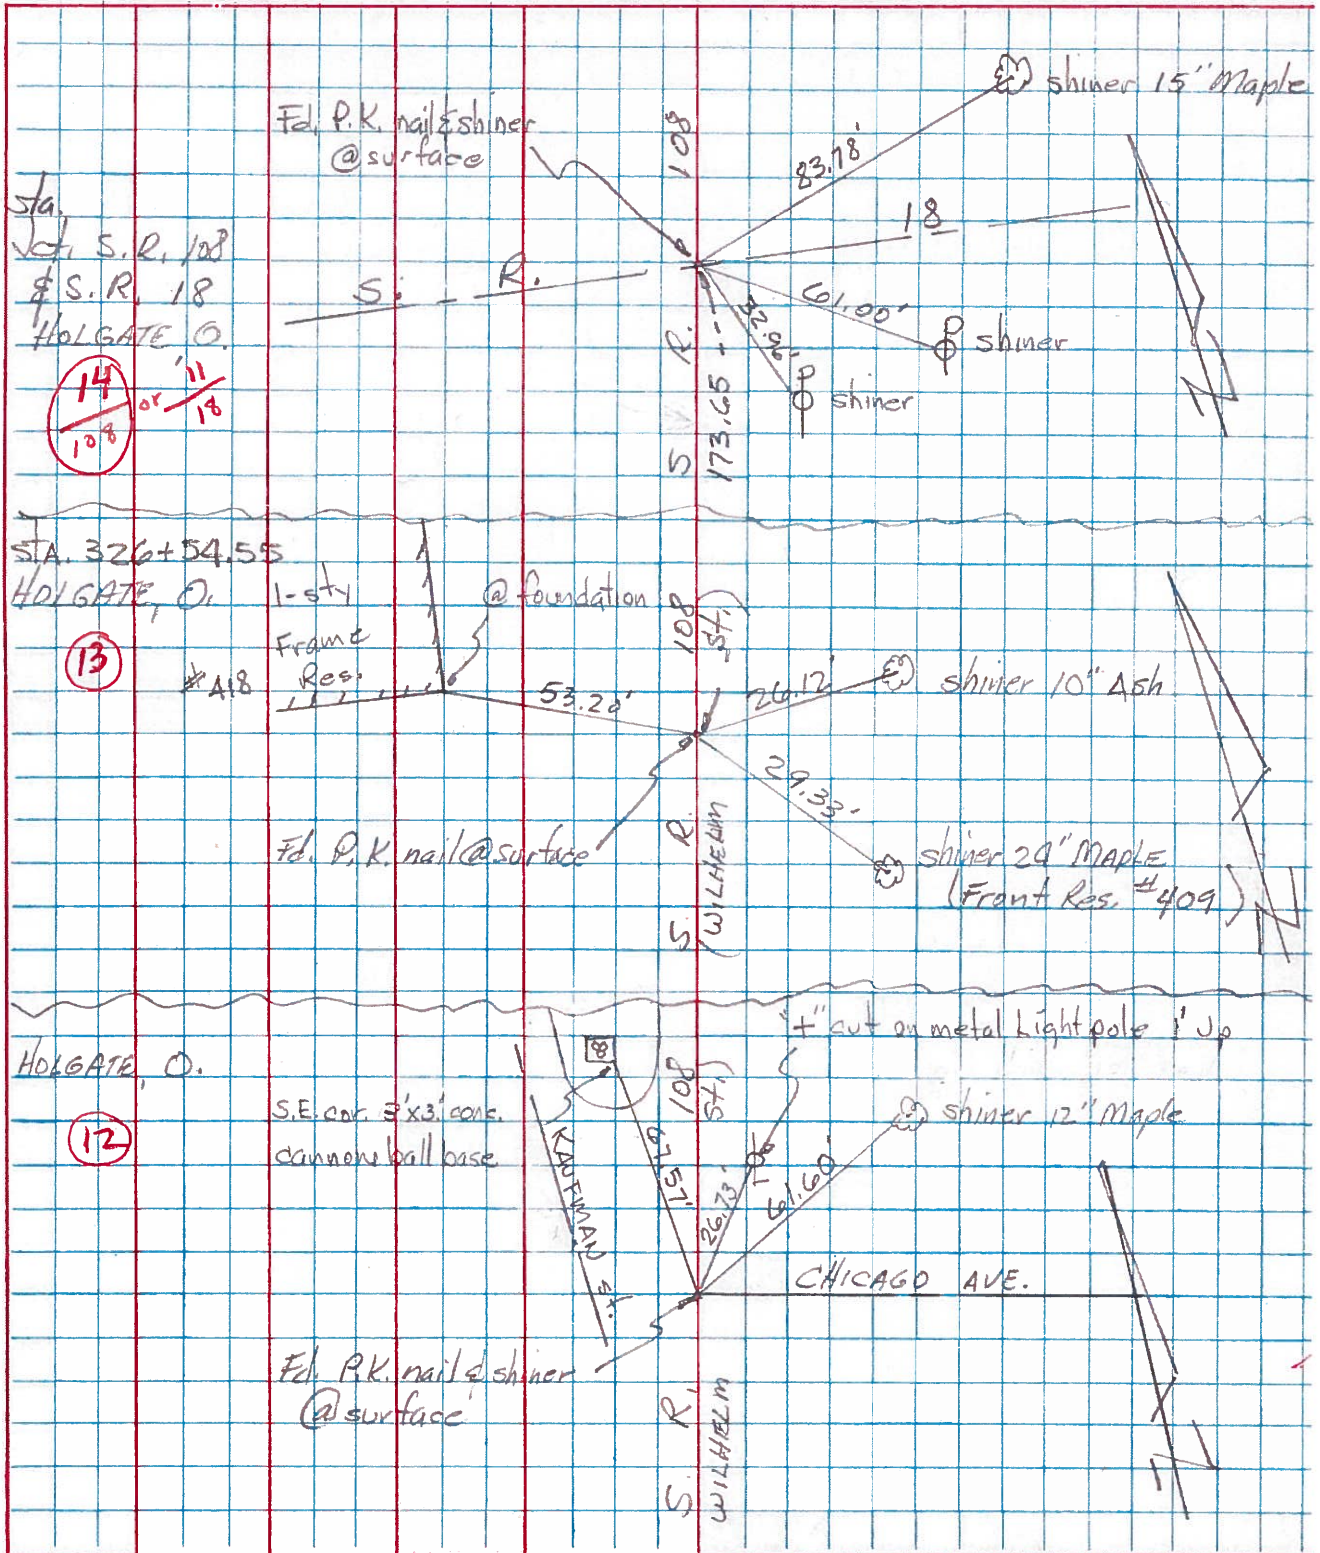 shiner 15" Maple
Fd. P.K. nail & shiner
@ surface
108
83.78'
18
sta.
Jct. S.R. 108
& S.R. 18
HOLGATE O.
S. R.
61.00'
32.96'
P
shiner
P
shiner
S R.
173.65
14
108
or
11
18
N
STA. 326+54.55
HOLGATE, O.
13
1-sty
Frame
Res.
@ foundation
108
St.)
53.20'
26.12'
shiner 10" Ash
29.33'
Fd. P.K. nail @ surface
S R.
(WILHELM
shiner 24" MAPLE
(Front Res. #409)
N
"+" cut on metal Light pole 1' Up
HOLGATE, O.
12
S.E. cor. 3'x3' conc.
cannon ball base
108
St.)
shiner 12" Maple
KAUFMAN St.
67.57'
26.73'
61.60'
CHICAGO AVE.
Fd. P.K. nail & shiner
@ surface
S R.
WILHELM
N